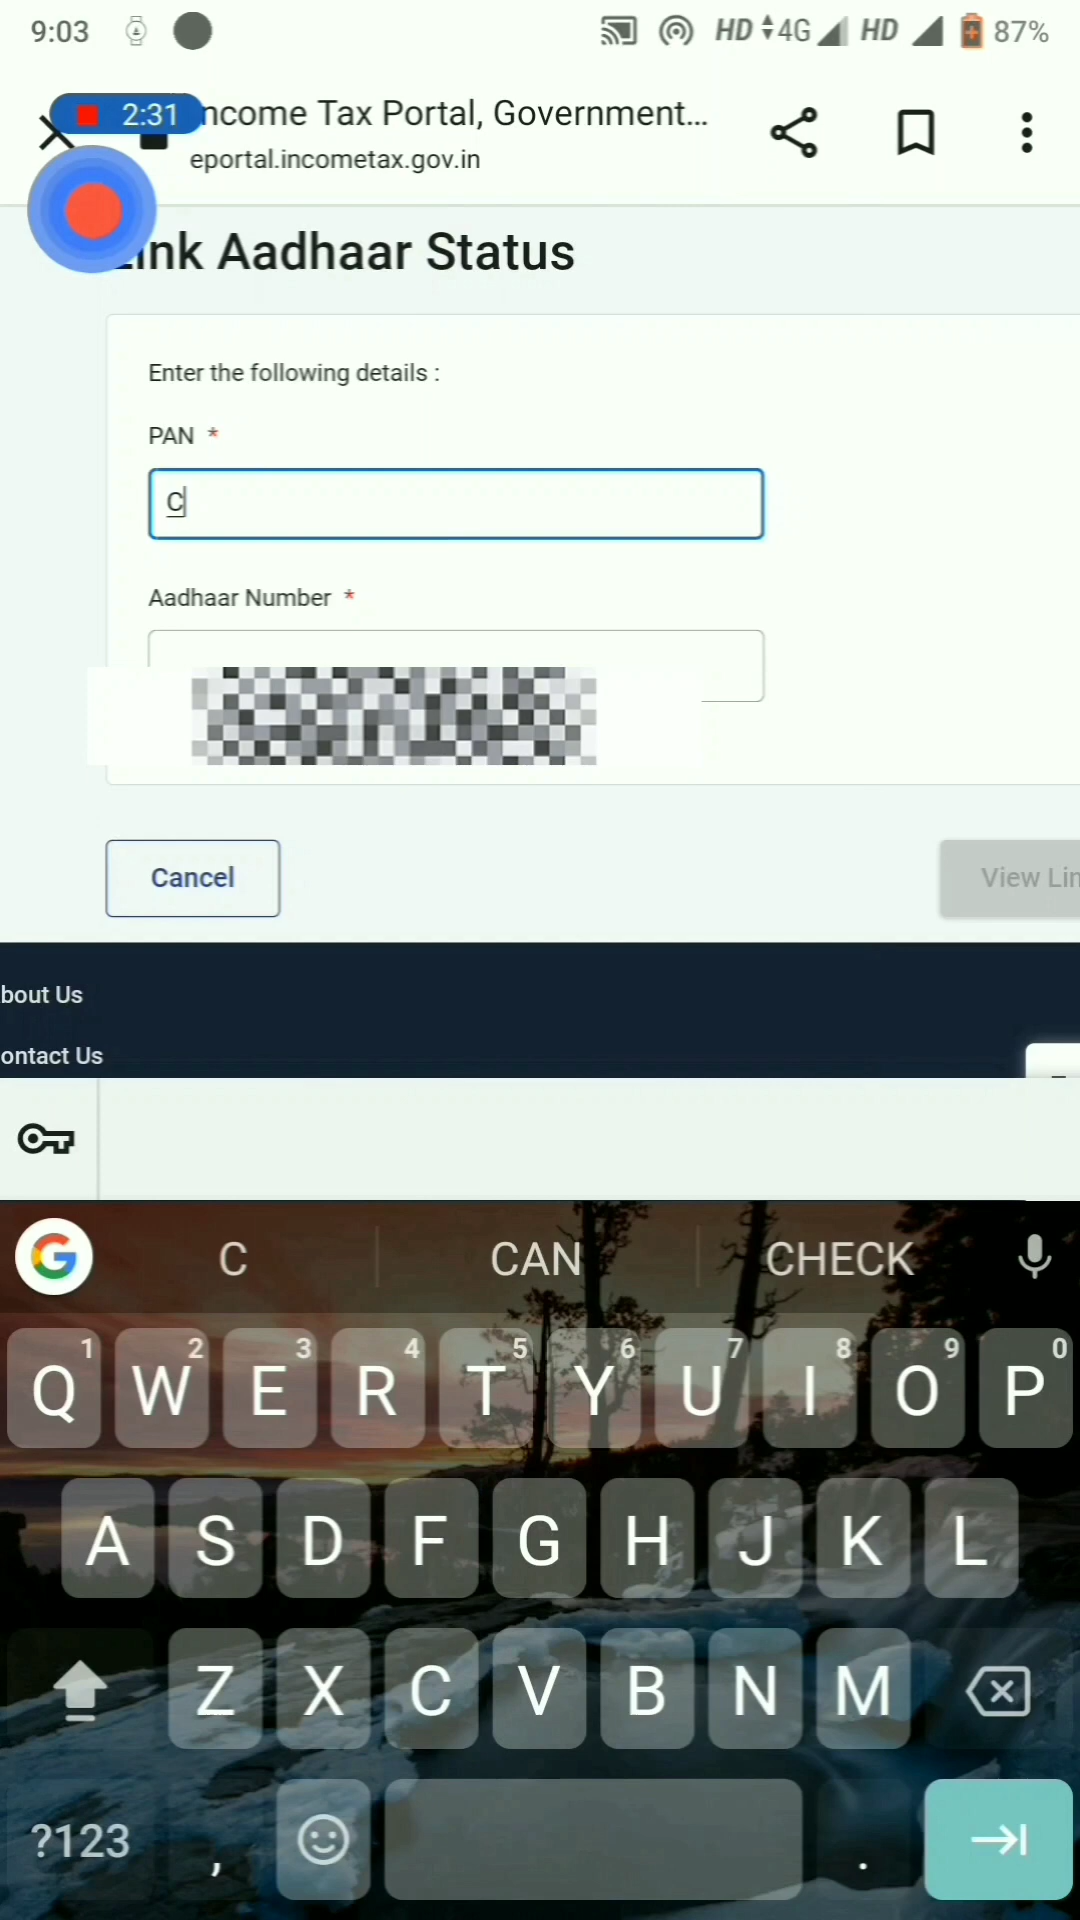 9:03
HD 4G HD 87%
2:31
ncome Tax Portal, Government...
eportal.incometax.gov.in
ink Aadhaar Status
Enter the following details :
PAN *
C
Aadhaar Number *
Cancel
View Lin
bout Us
ontact Us
C CAN CHECK
1 2 3 4 5 6 7 8 9 0
Q W E R T Y U I O P
A S D F G H J K L
Z X C V B N M
?123 , .